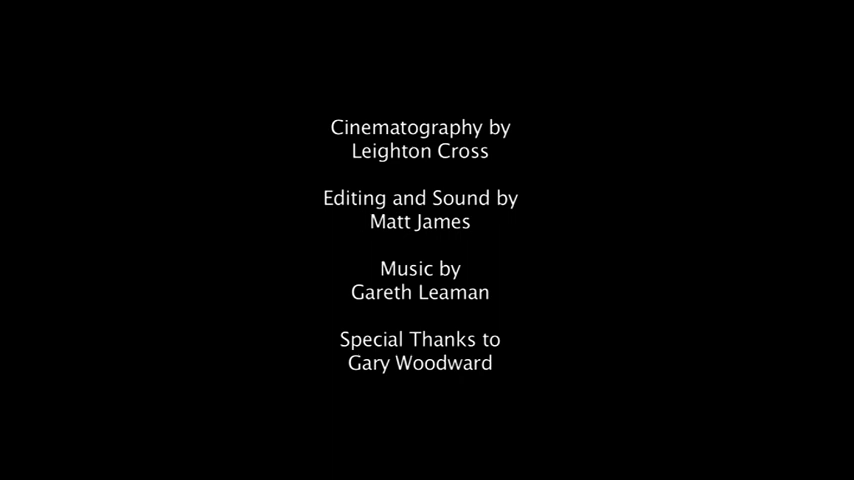 Cinematography by
Leighton Cross
Editing and Sound by
Matt James
Music by
Gareth Leaman
Special Thanks to
Gary Woodward